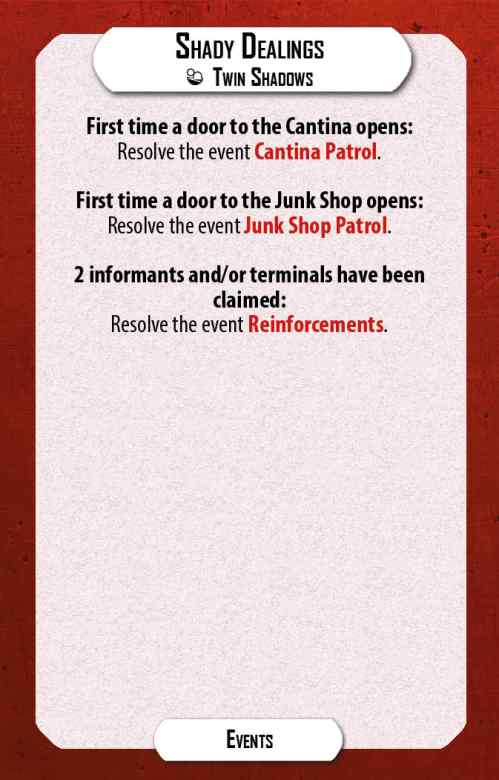 Shady Dealings
Twin Shadows
First time a door to the Cantina opens:
Resolve the event Cantina Patrol.
First time a door to the Junk Shop opens:
Resolve the event Junk Shop Patrol.
2 informants and/or terminals have been
claimed:
Resolve the event Reinforcements.
Events